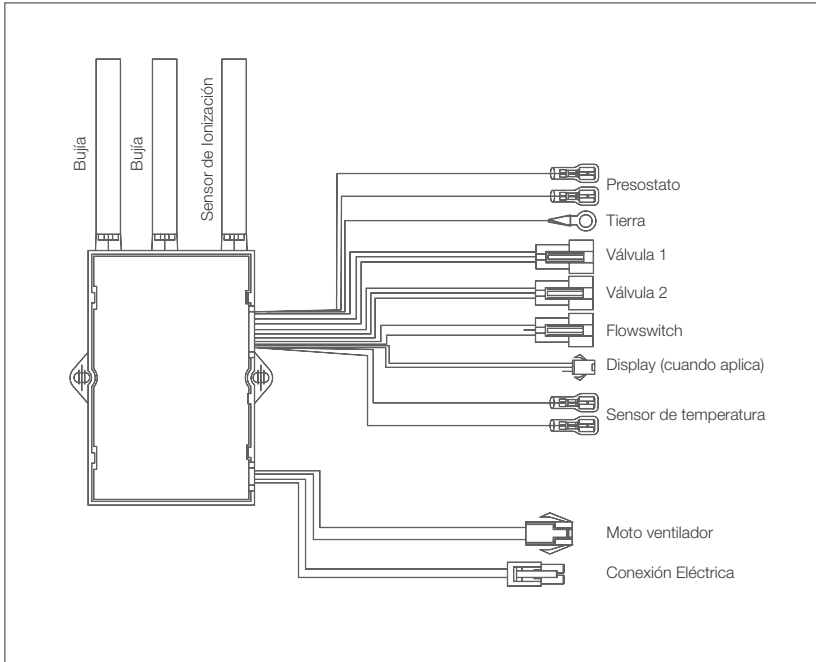 Bujía
Bujía
Sensor de Ionización
Presostato
Tierra
Válvula 1
Válvula 2
Flowswitch
Display (cuando aplica)
Sensor de temperatura
Moto ventilador
Conexión Eléctrica